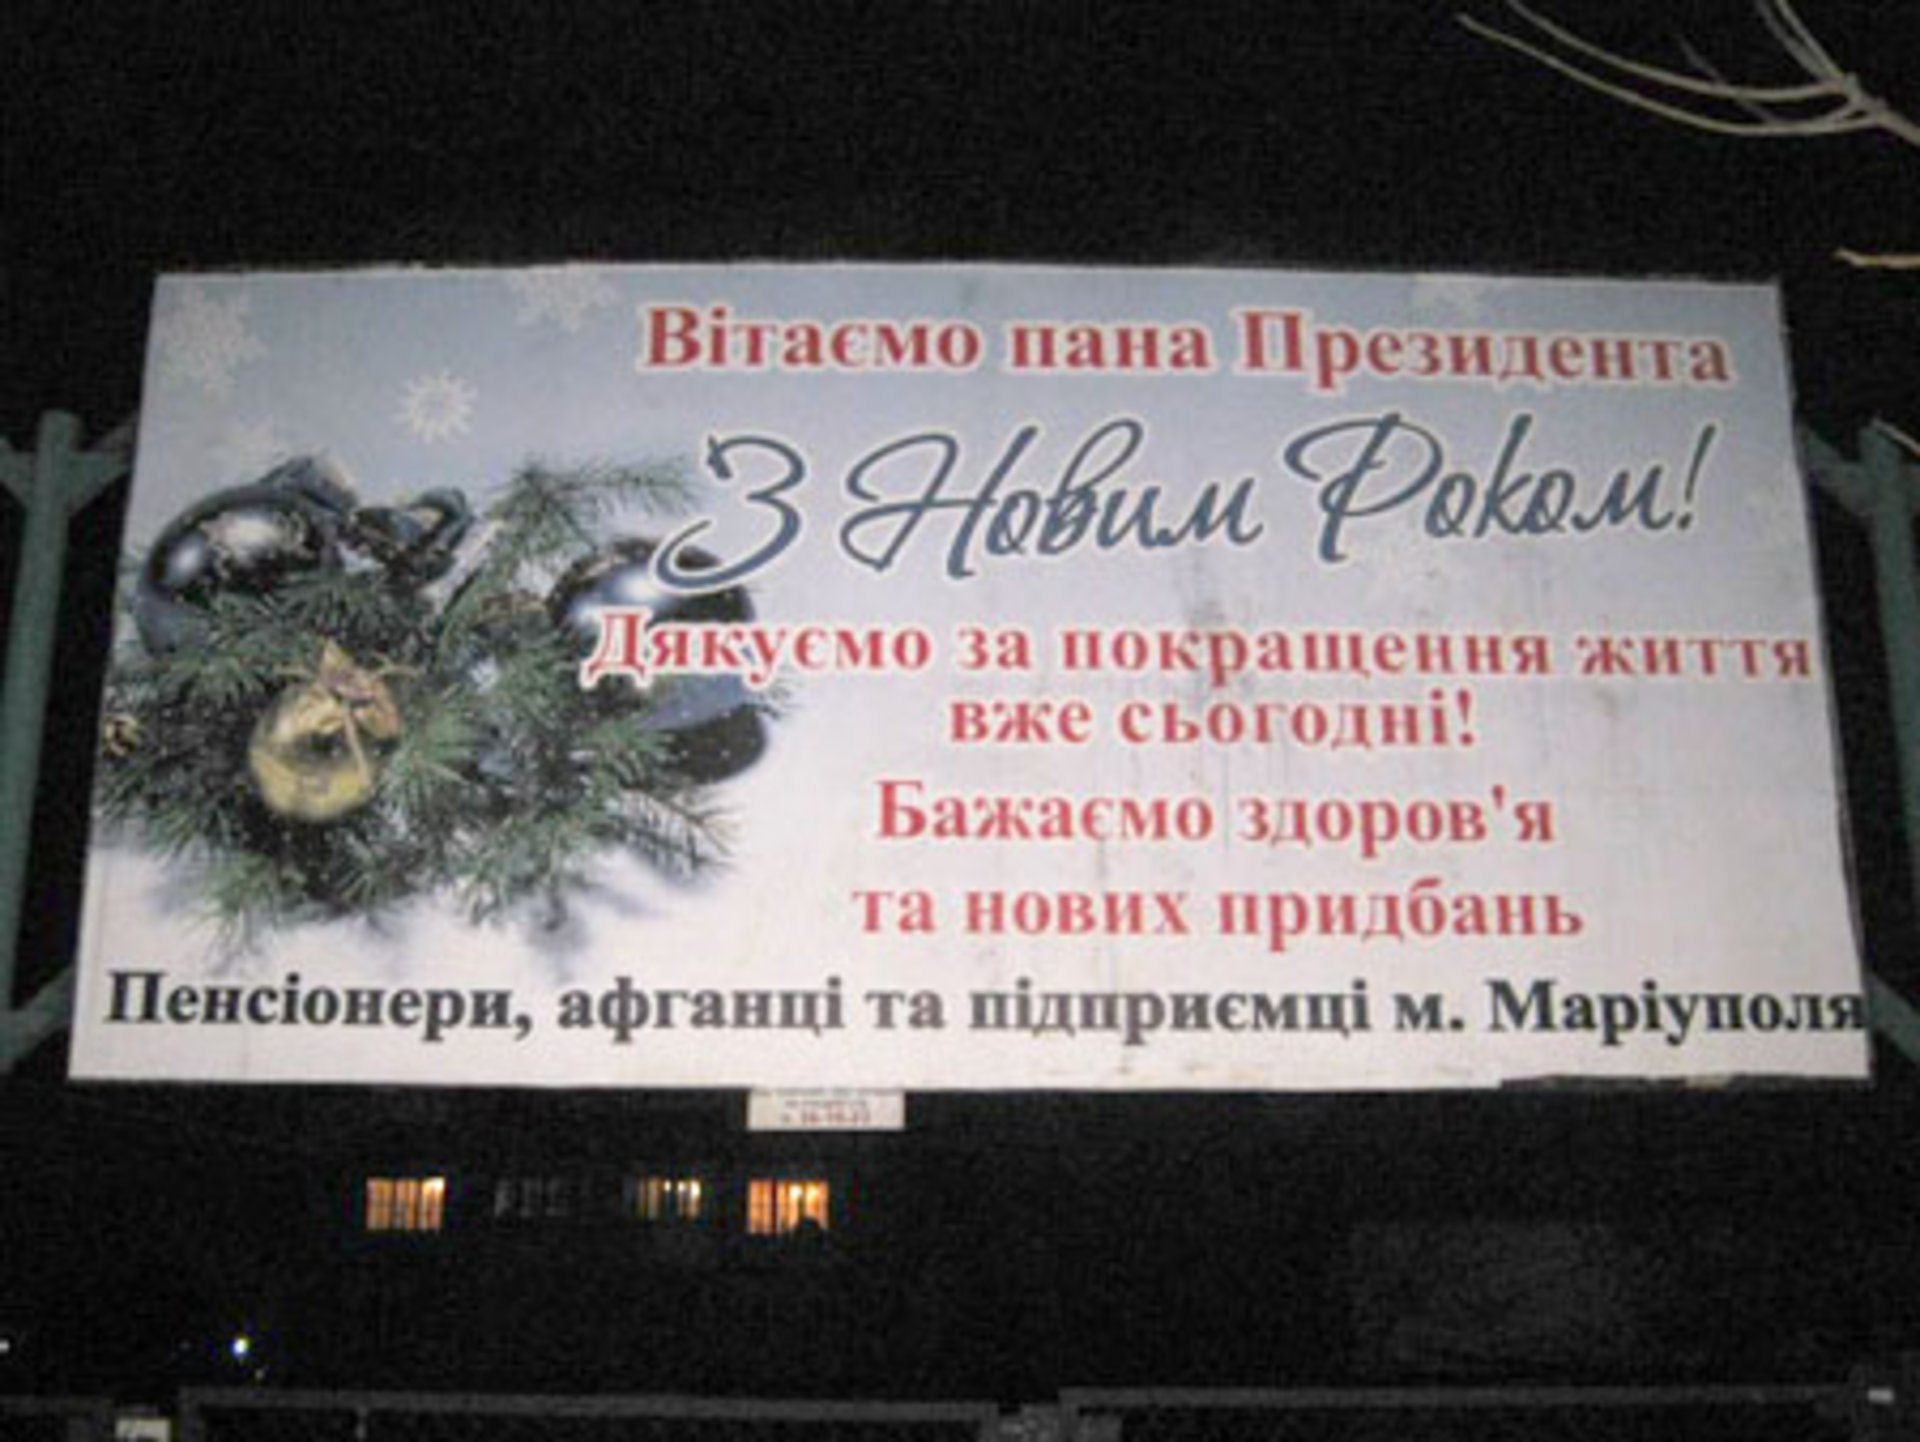 Вітаємо пана Президента
З Новим Роком!
Дякуємо за покращення життя
вже сьогодні!
Бажаємо здоров'я
та нових придбань
Пенсіонери, афганці та підприємці м. Маріуполя